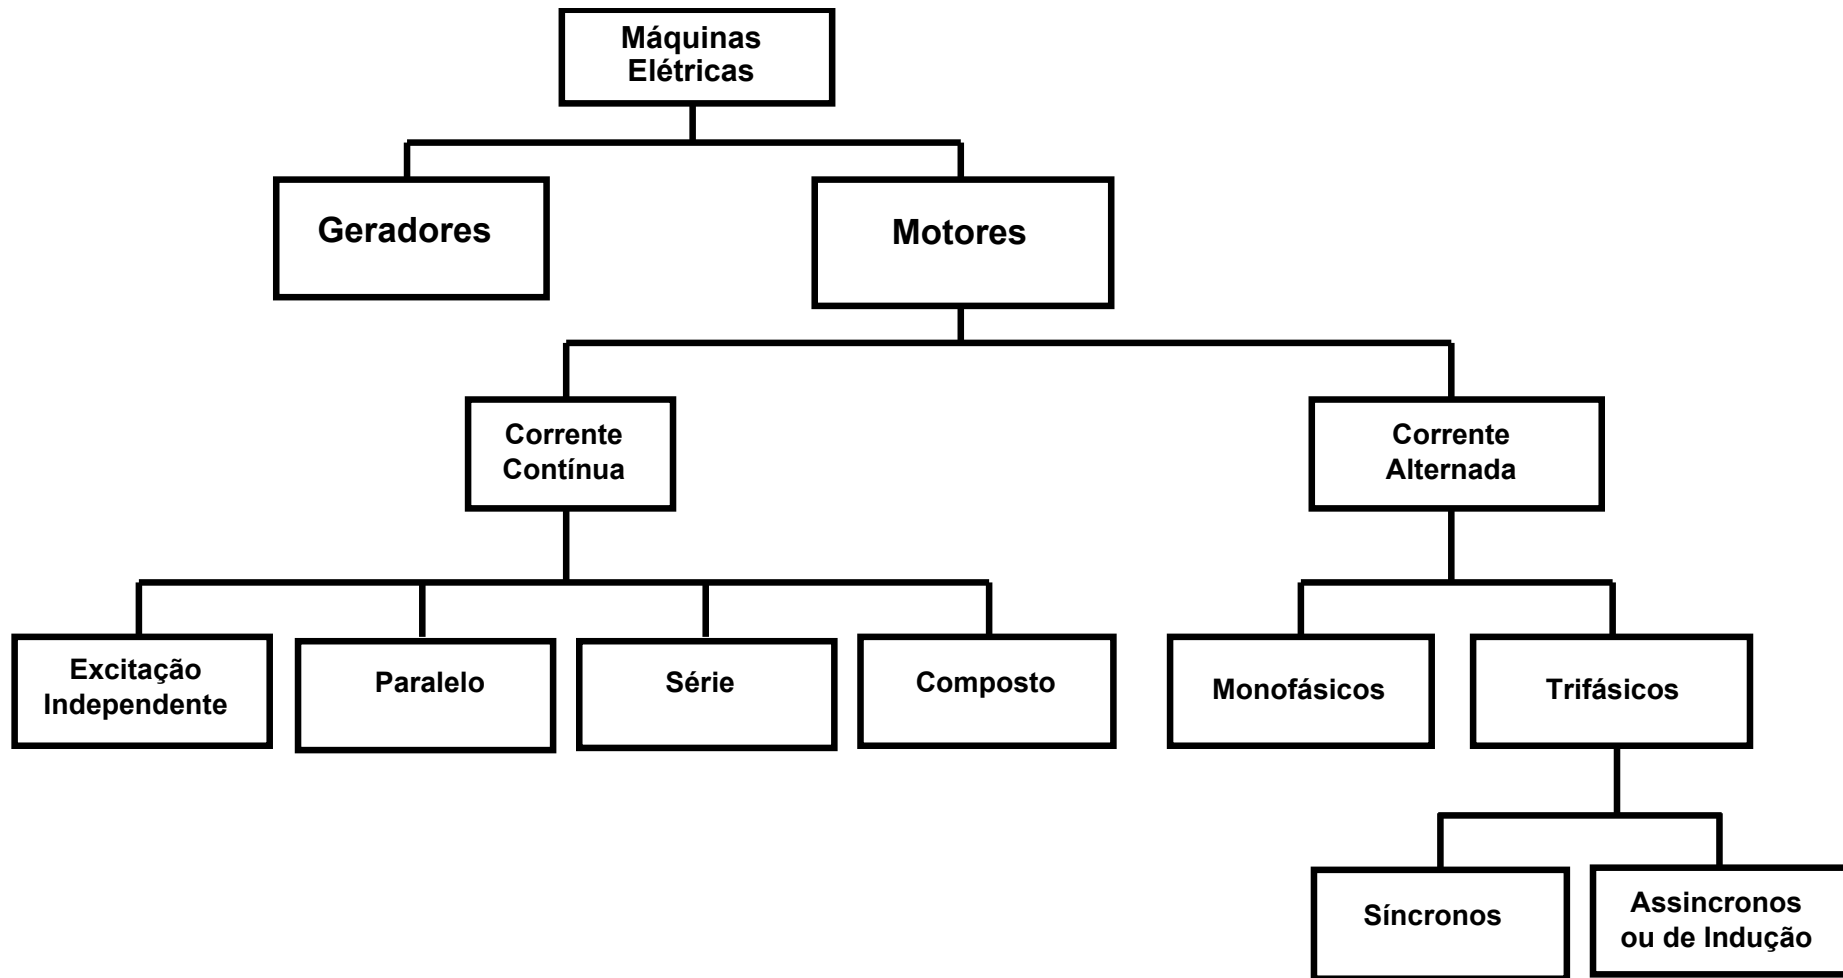 Máquinas
Elétricas
Geradores
Motores
Corrente
Contínua
Corrente
Alternada
Excitação
Independente
Paralelo
Série
Composto
Monofásicos
Trifásicos
Síncronos
Assincronos
ou de Indução